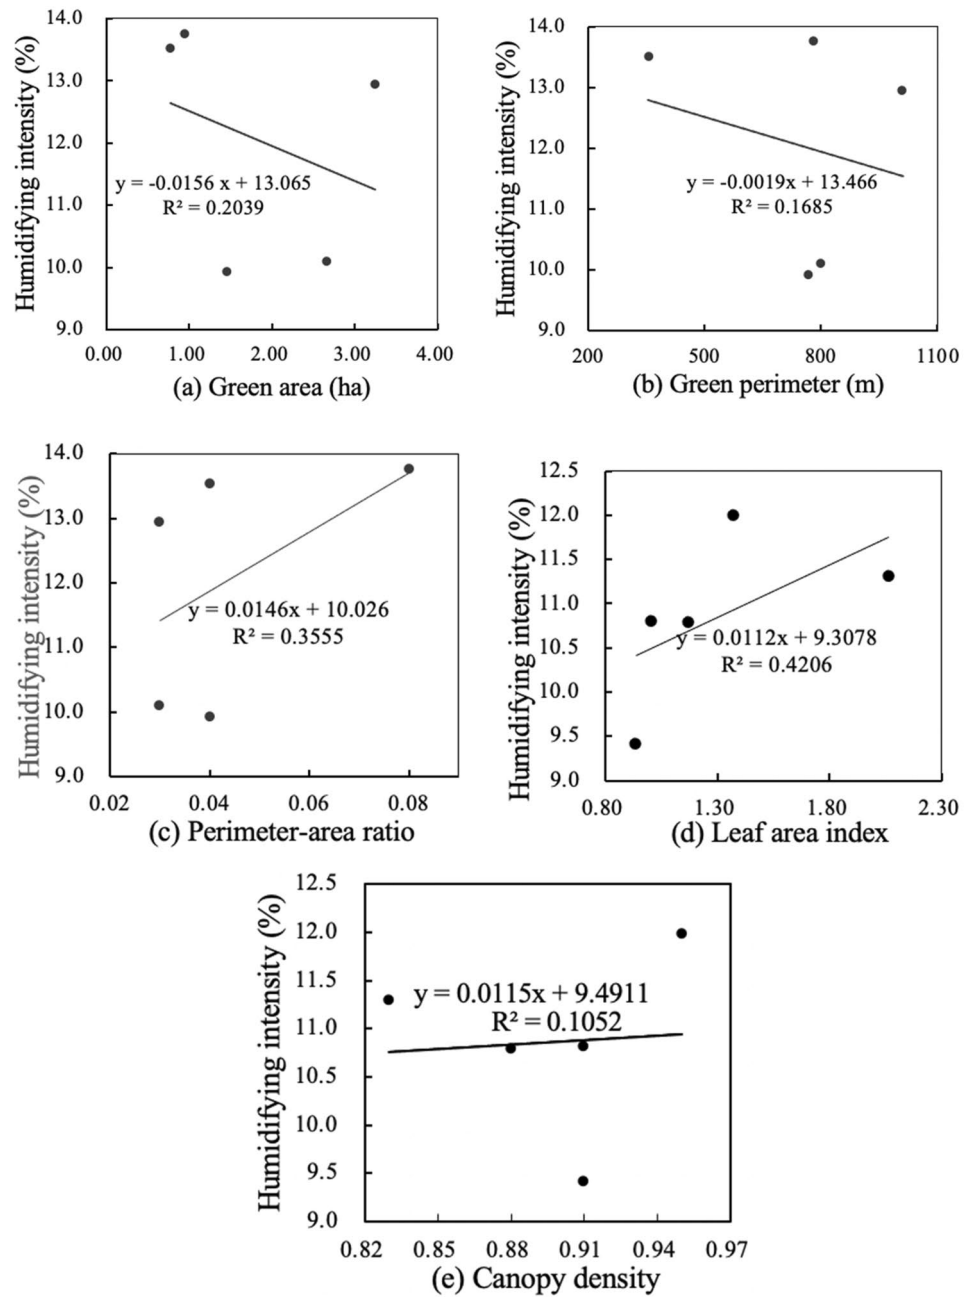 Humidifying intensity (%)
14.0
13.0
12.0
11.0
10.0
9.0
y = -0.0156 x + 13.065
R² = 0.2039
0.00 1.00 2.00 3.00 4.00
(a) Green area (ha)
Humidifying intensity (%)
14.0
13.0
12.0
11.0
10.0
9.0
y = -0.0019x + 13.466
R² = 0.1685
200 500 800 1100
(b) Green perimeter (m)
Humidifying intensity (%)
14.0
13.0
12.0
11.0
10.0
9.0
y = 0.0146x + 10.026
R² = 0.3555
0.02 0.04 0.06 0.08
(c) Perimeter-area ratio
Humidifying intensity (%)
12.5
12.0
11.5
11.0
10.5
10.0
9.5
9.0
y = 0.0112x + 9.3078
R² = 0.4206
0.80 1.30 1.80 2.30
(d) Leaf area index
Humidifying intensity (%)
12.5
12.0
11.5
11.0
10.5
10.0
9.5
9.0
y = 0.0115x + 9.4911
R² = 0.1052
0.82 0.85 0.88 0.91 0.94 0.97
(e) Canopy density